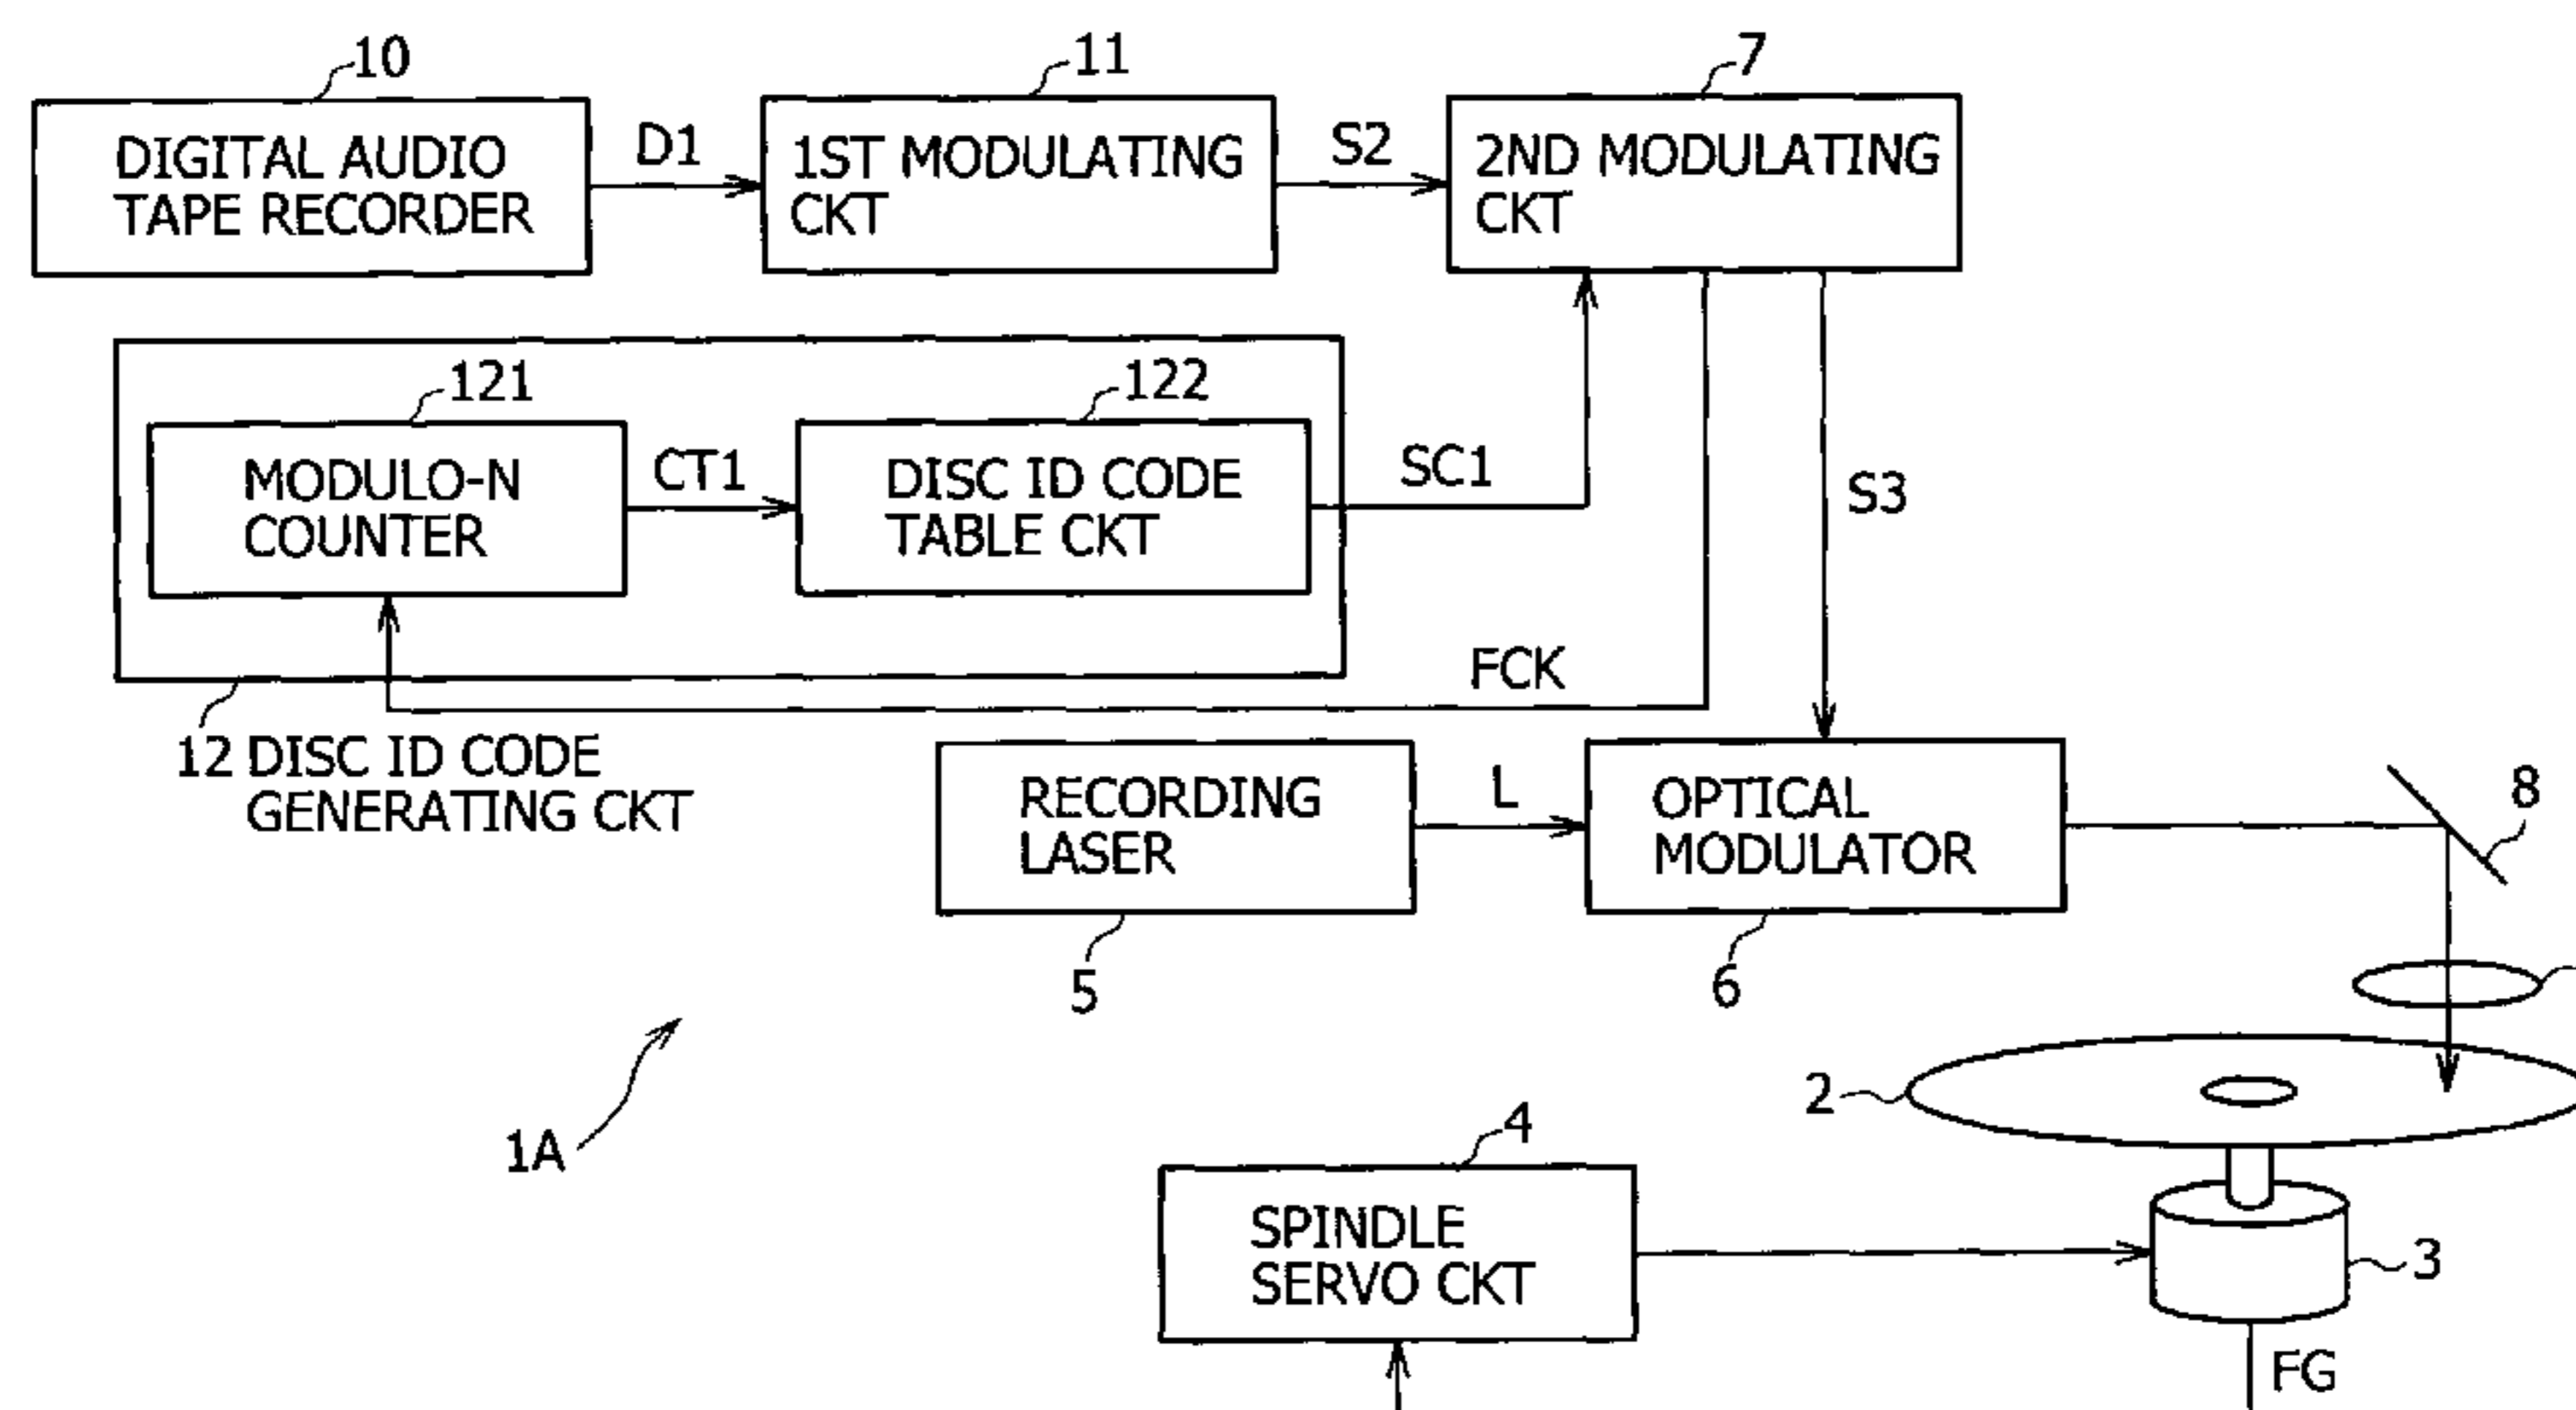 10
11
7
DIGITAL AUDIO
TAPE RECORDER
D1
1ST MODULATING
CKT
S2
2ND MODULATING
CKT
121
122
MODULO-N
COUNTER
CT1
DISC ID CODE
TABLE CKT
SC1
S3
FCK
12 DISC ID CODE
GENERATING CKT
RECORDING
LASER
L
OPTICAL
MODULATOR
8
5
6
1A
2
4
SPINDLE
SERVO CKT
3
FG